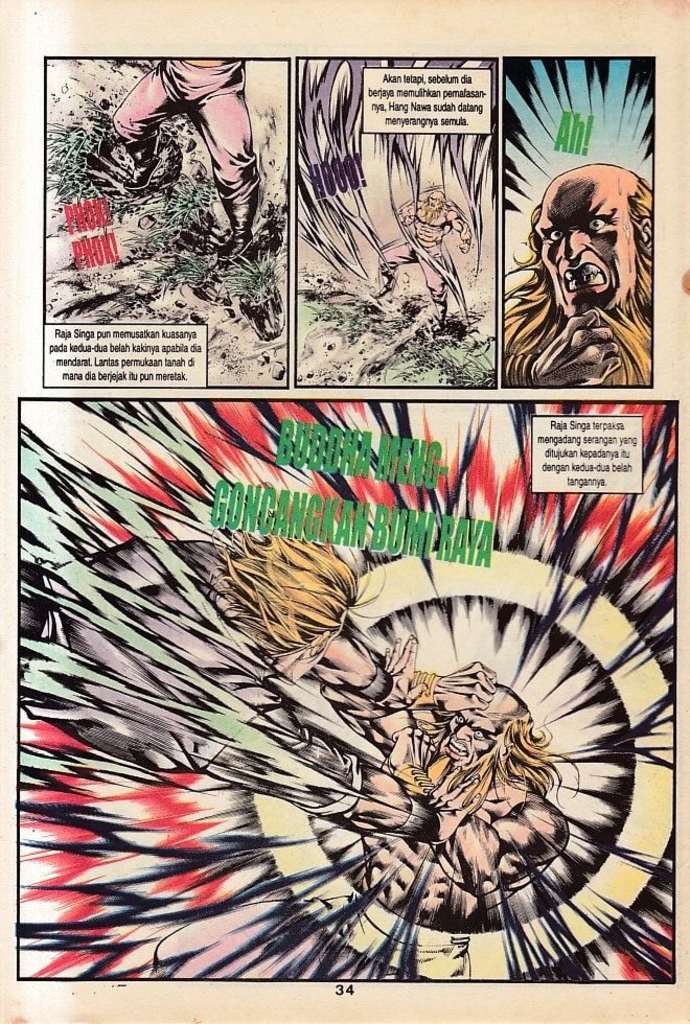 PHOK!
PHOK!
Raja Singa pun memusatkan kuasanya
pada kedua-dua belah kakinya apabila dia
mendarat. Lantas permukaan tanah di
mana dia berjejak itu pun meretak.
Akan tetapi, sebelum dia
berjaya memulihkan pernafasan-
nya, Hang Nawa sudah datang
menyerangnya semula.
HUOO!
Ah!
Raja Singa terpaksa
mengadang serangan yang
ditujukan kepadanya itu
dengan kedua-dua belah
tangannya.
BUDDHA MENG-
GONCANGKAN BUMI RAYA
34